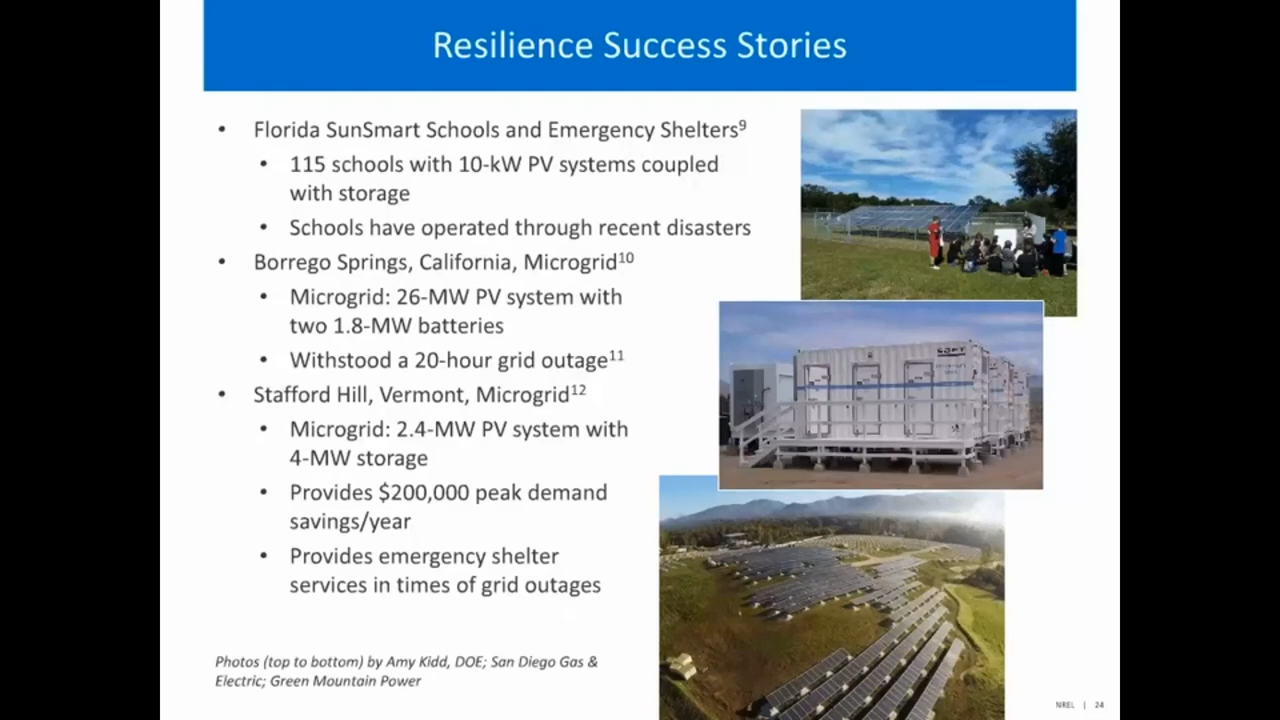 Resilience Success Stories
• Florida SunSmart Schools and Emergency Shelters⁹
• 115 schools with 10-kW PV systems coupled
with storage
• Schools have operated through recent disasters
• Borrego Springs, California, Microgrid¹⁰
• Microgrid: 26-MW PV system with
two 1.8-MW batteries
• Withstood a 20-hour grid outage¹¹
• Stafford Hill, Vermont, Microgrid¹²
• Microgrid: 2.4-MW PV system with
4-MW storage
• Provides $200,000 peak demand
savings/year
• Provides emergency shelter
services in times of grid outages
Photos (top to bottom) by Amy Kidd, DOE; San Diego Gas &
Electric; Green Mountain Power
NREL | 24